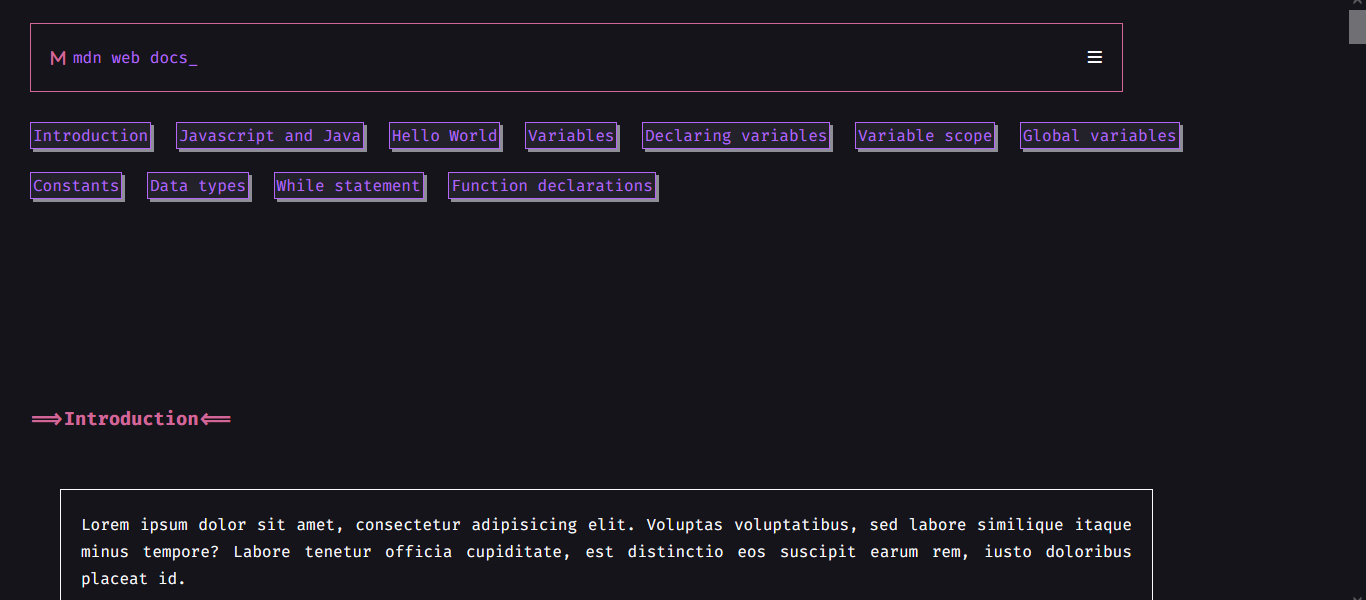 M mdn web docs_
Introduction Javascript and Java Hello World Variables Declaring variables Variable scope Global variables
Constants Data types While statement Function declarations
⟹Introduction⟸
Lorem ipsum dolor sit amet, consectetur adipisicing elit. Voluptas voluptatibus, sed labore similique itaque
minus tempore? Labore tenetur officia cupiditate, est distinctio eos suscipit earum rem, iusto doloribus
placeat id.